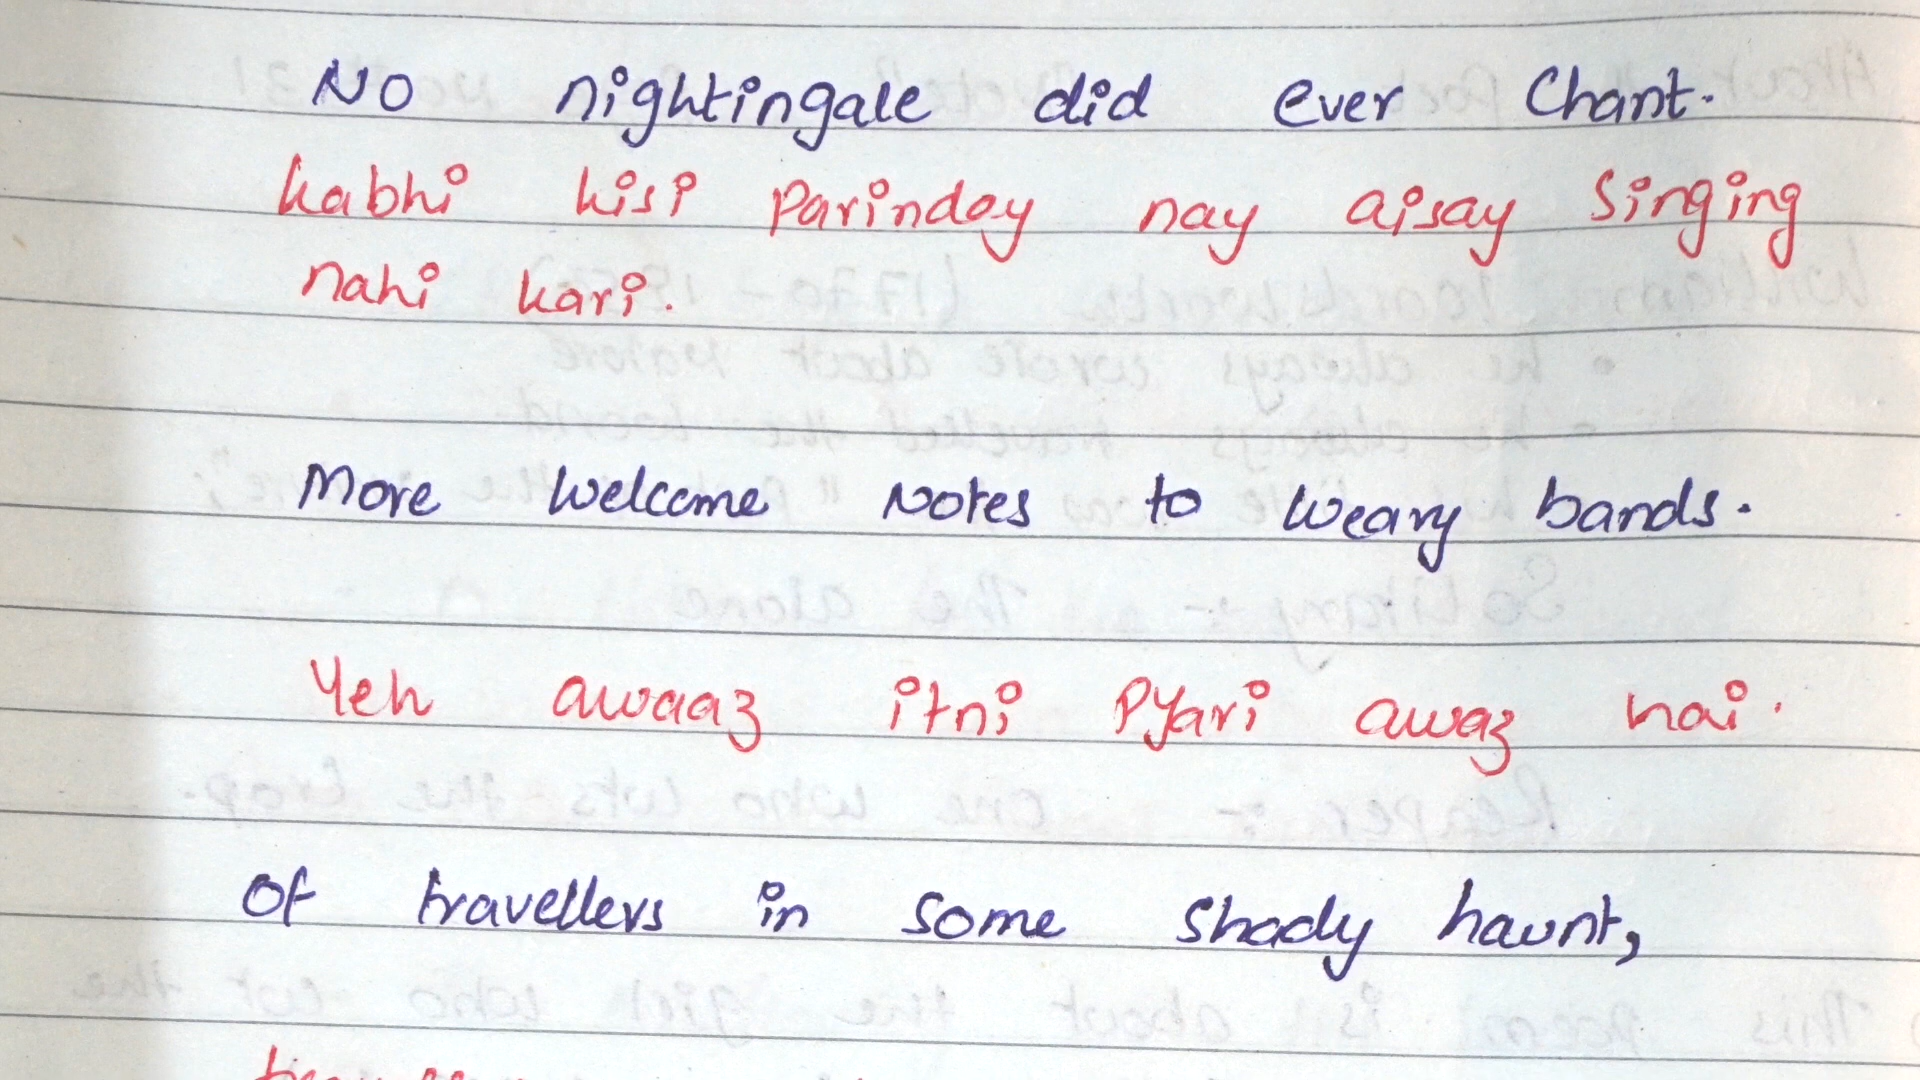 No nightingale did ever Chant.
kabhi kisi Parinday nay aisay Singing
nahi kari.
More welcome Notes to weary bands.
Yeh awaaz itni Pyari awaz hai.
Of travellers in some shady haunt,